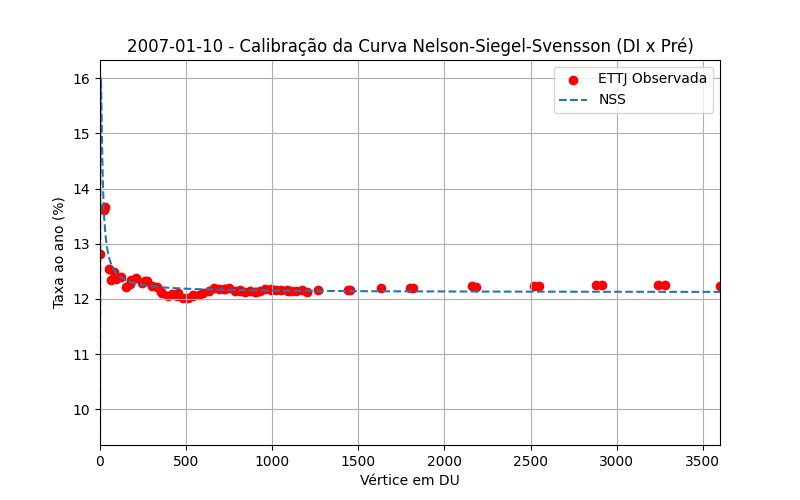 2007-01-10 - Calibração da Curva Nelson-Siegel-Svensson (DI x Pré)
ETTJ Observada
NSS
Taxa ao ano (%)
16
15
14
13
12
11
10
0 500 1000 1500 2000 2500 3000 3500
Vértice em DU